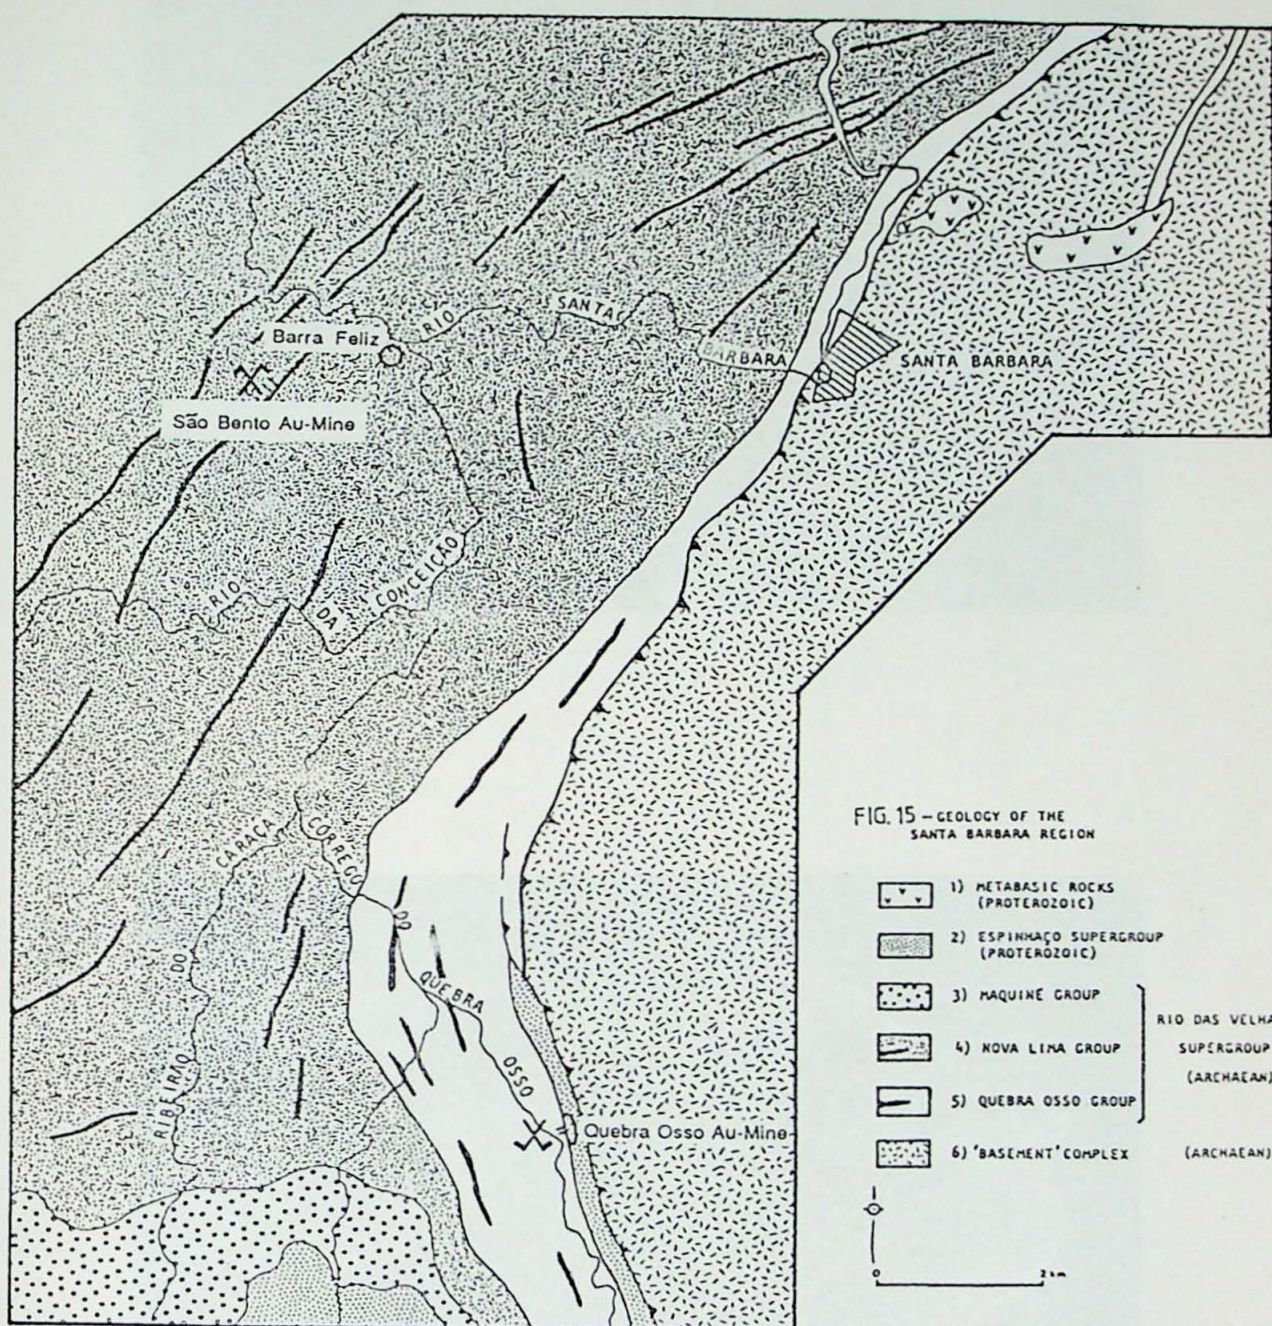 RIO
SANTA
BARBARA
Barra Feliz
SANTA BARBARA
São Bento Au-Mine
RIO
DA
CONCEIÇÃO
CARAÇA
CORREGO
QUEBRA
OSSO
DO
RIBEIRÃO
Quebra Osso Au-Mine
FIG. 15 – GEOLOGY OF THE
SANTA BARBARA REGION
1) METABASIC ROCKS
(PROTEROZOIC)
2) ESPINHAÇO SUPERGROUP
(PROTEROZOIC)
3) MAQUINÉ GROUP
4) NOVA LIMA GROUP
5) QUEBRA OSSO GROUP
RIO DAS VELHA
SUPERGROUP
(ARCHAEAN)
6) 'BASEMENT' COMPLEX (ARCHAEAN)
0 2 km